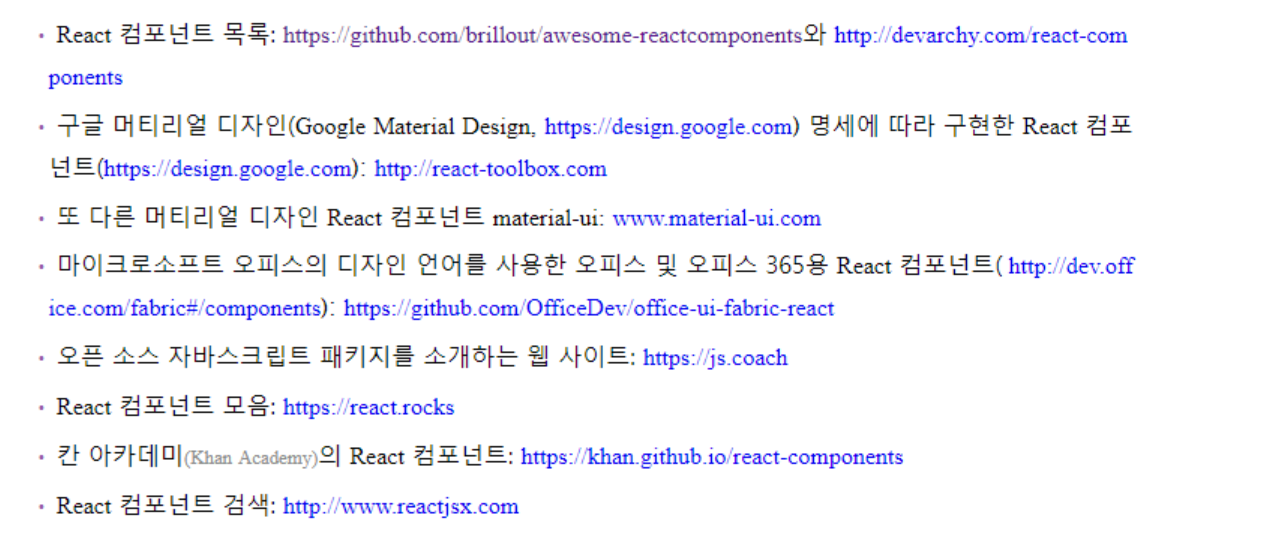 • React 컴포넌트 목록: https://github.com/brillout/awesome-reactcomponents와 http://devarchy.com/react-com
ponents
• 구글 머티리얼 디자인(Google Material Design, https://design.google.com) 명세에 따라 구현한 React 컴포
넌트(https://design.google.com): http://react-toolbox.com
• 또 다른 머티리얼 디자인 React 컴포넌트 material-ui: www.material-ui.com
• 마이크로소프트 오피스의 디자인 언어를 사용한 오피스 및 오피스 365용 React 컴포넌트( http://dev.off
ice.com/fabric#/components): https://github.com/OfficeDev/office-ui-fabric-react
• 오픈 소스 자바스크립트 패키지를 소개하는 웹 사이트: https://js.coach
• React 컴포넌트 모음: https://react.rocks
• 칸 아카데미(Khan Academy)의 React 컴포넌트: https://khan.github.io/react-components
• React 컴포넌트 검색: http://www.reactjsx.com